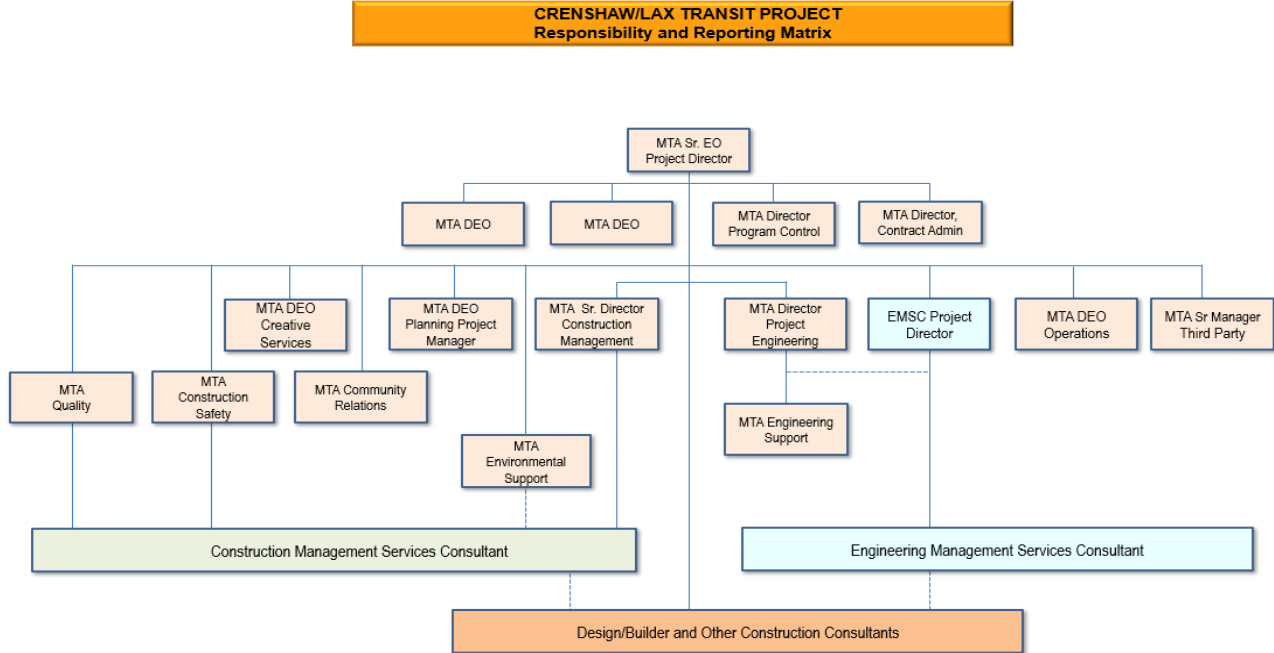 CRENSHAW/LAX TRANSIT PROJECT
Responsibility and Reporting Matrix
MTA Sr. EO
Project Director
MTA DEO
MTA DEO
MTA Director
Program Control
MTA Director,
Contract Admin
MTA DEO
Creative
Services
MTA DEO
Planning Project
Manager
MTA Sr. Director
Construction
Management
MTA Director
Project
Engineering
EMSC Project
Director
MTA DEO
Operations
MTA Sr Manager
Third Party
MTA
Quality
MTA
Construction
Safety
MTA Community
Relations
MTA Engineering
Support
MTA
Environmental
Support
Construction Management Services Consultant
Engineering Management Services Consultant
Design/Builder and Other Construction Consultants